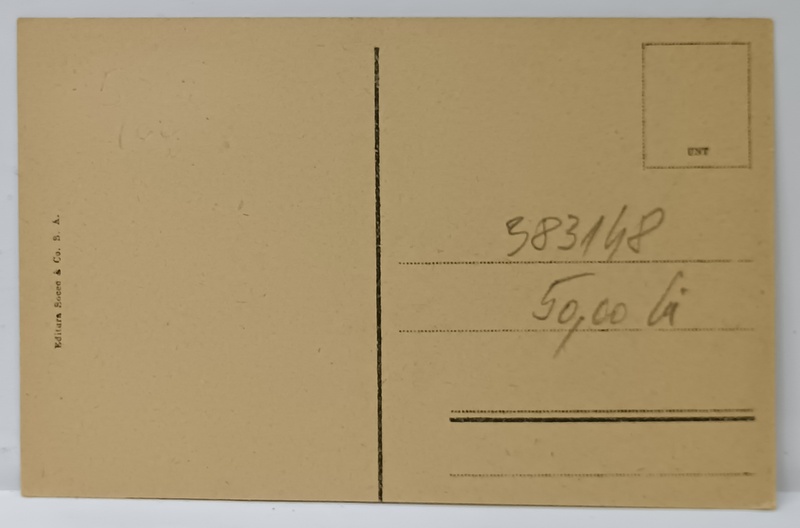 Editura Socec & Co. S. A.
UNT
383148
50,00 lei